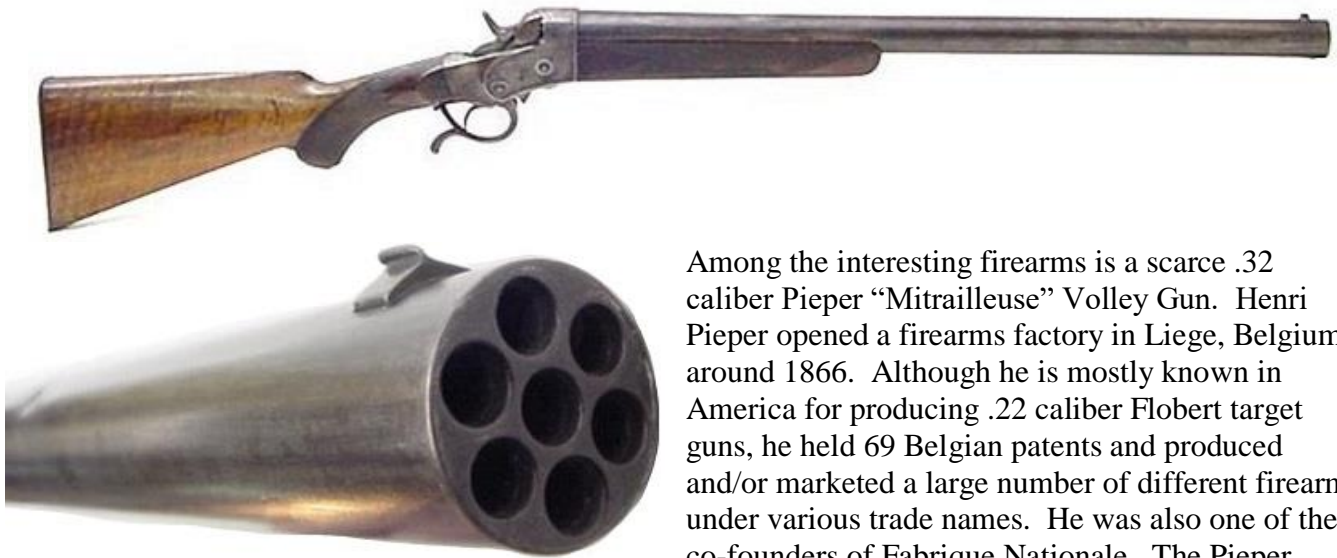 Among the interesting firearms is a scarce .32
caliber Pieper “Mitrailleuse” Volley Gun.  Henri
Pieper opened a firearms factory in Liege, Belgium
around 1866.  Although he is mostly known in
America for producing .22 caliber Flobert target
guns, he held 69 Belgian patents and produced
and/or marketed a large number of different
under various trade names.  He was also one of the
co-founders of Fabrique Nationale.  The Pieper